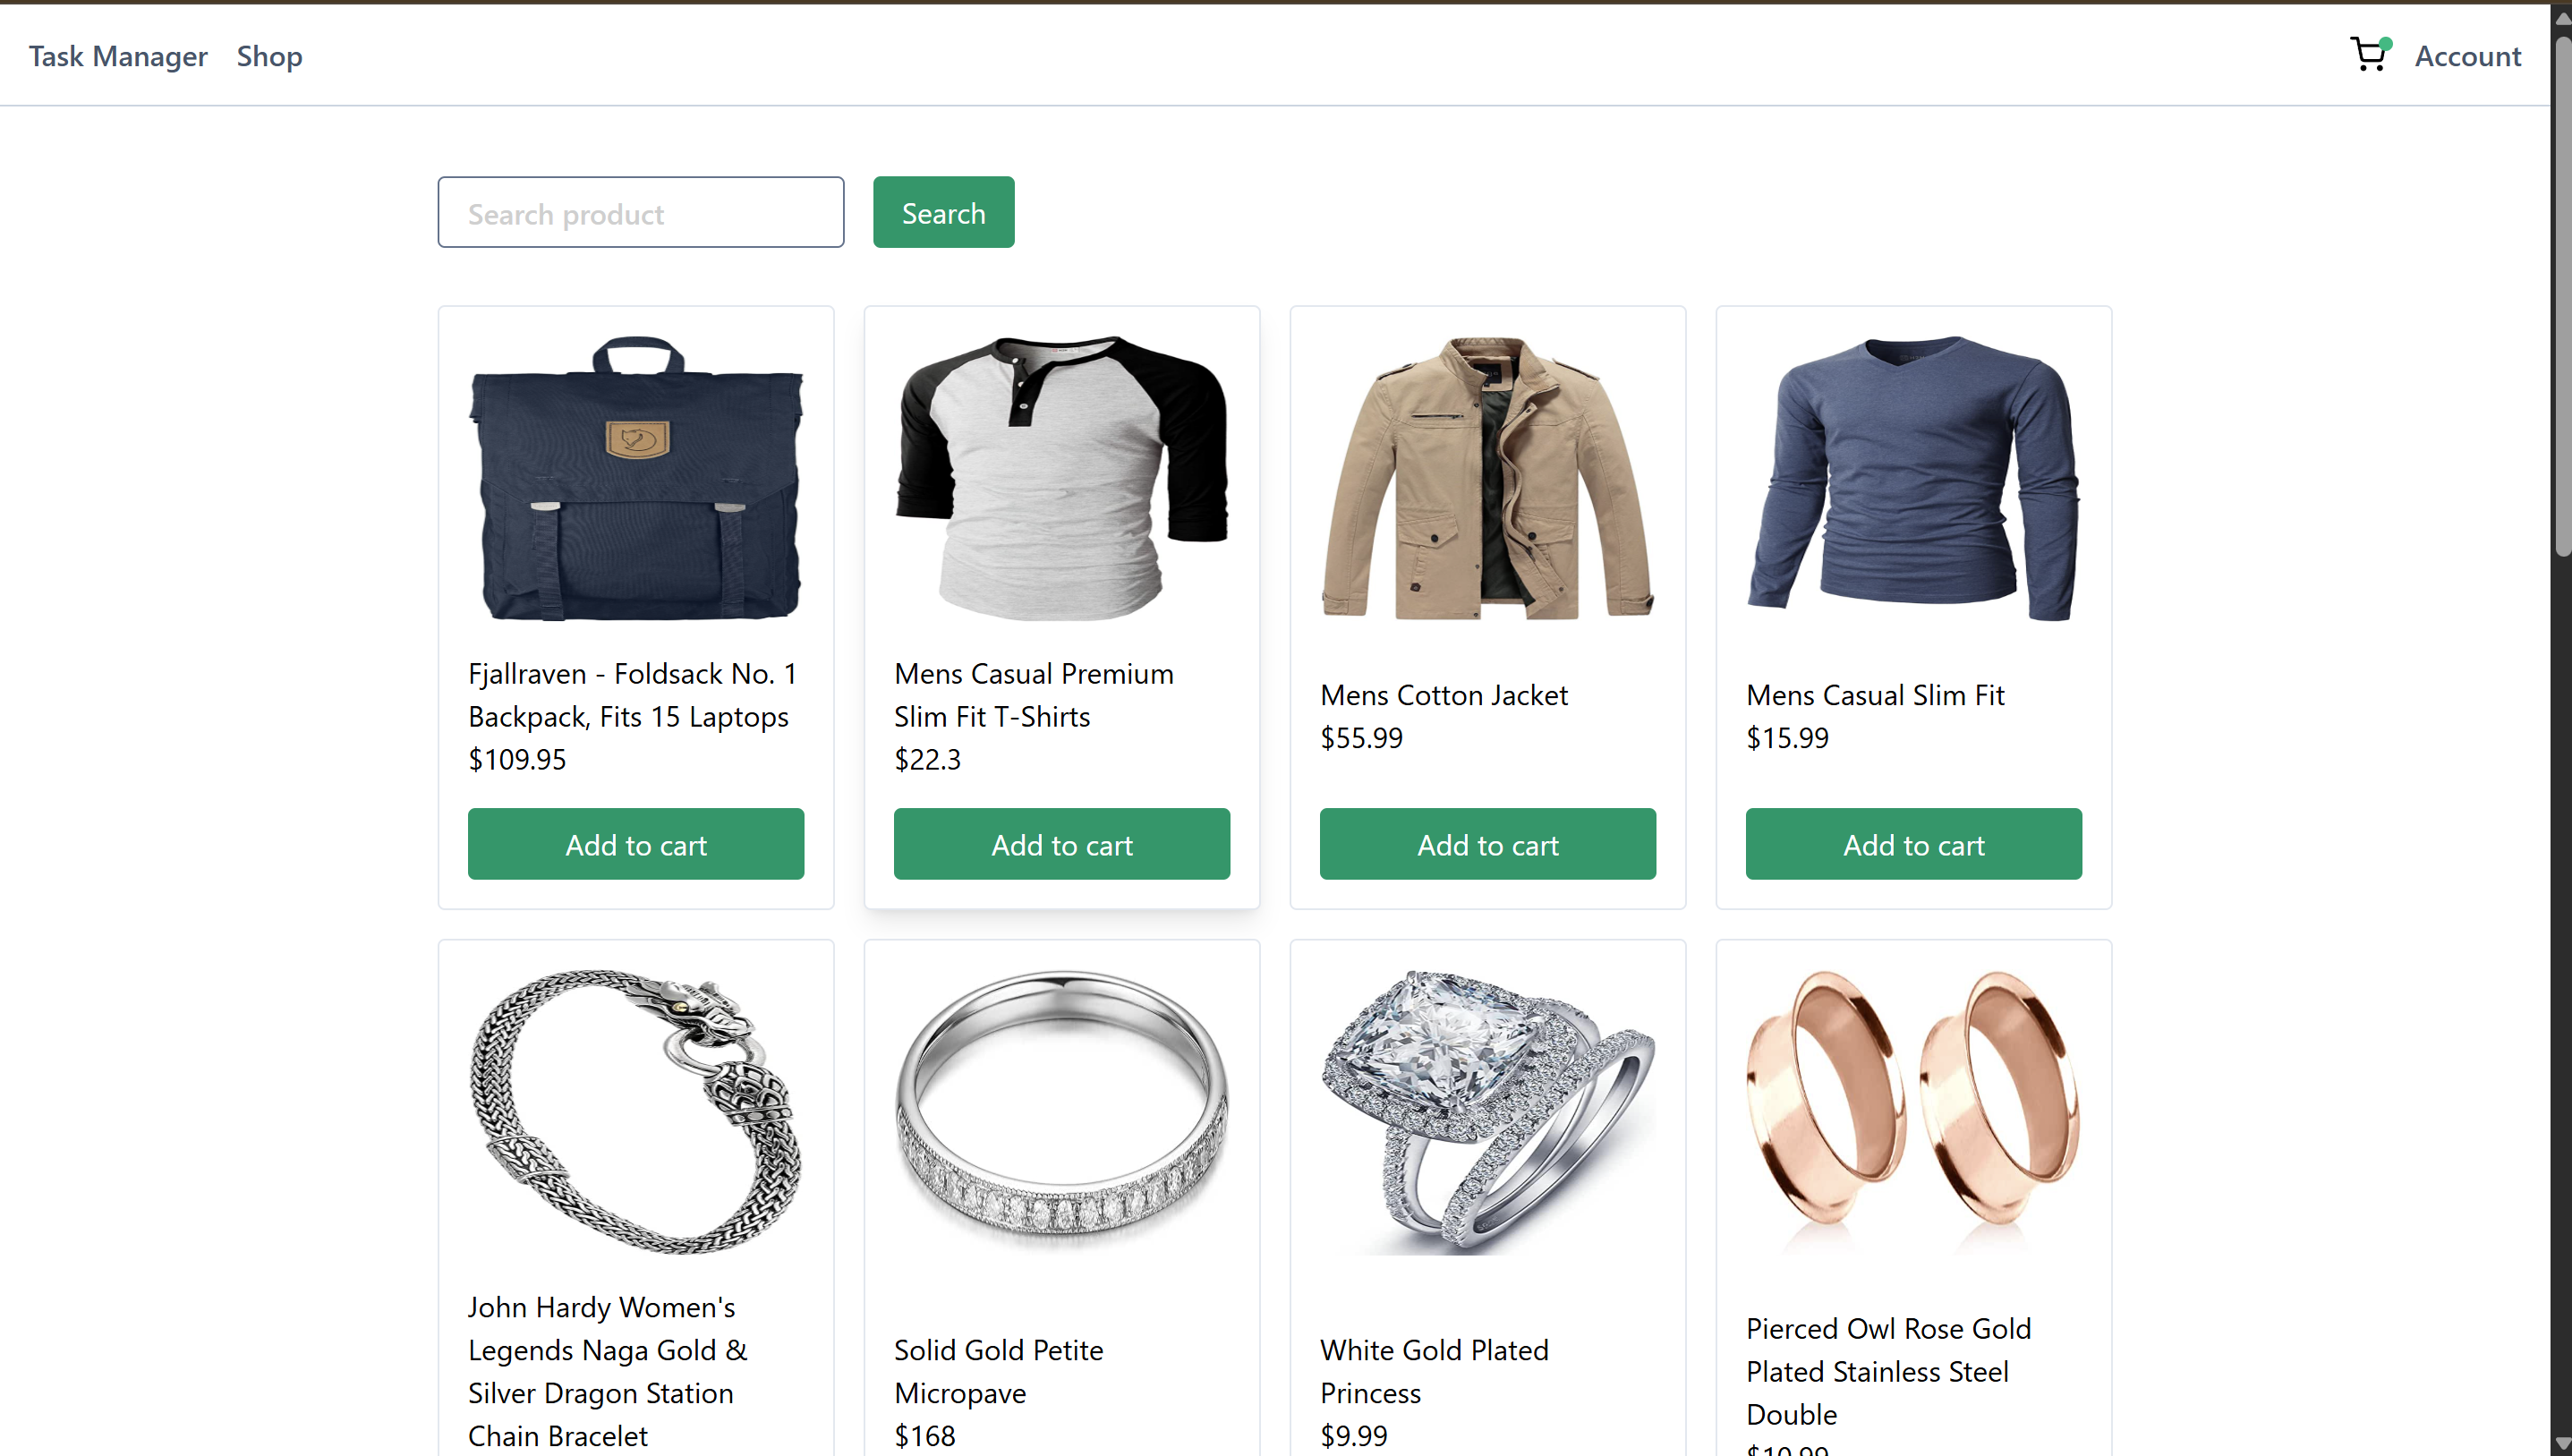 Task Manager Shop Account
Search product Search
Fjallraven - Foldsack No. 1
Backpack, Fits 15 Laptops
$109.95
Add to cart
Mens Casual Premium
Slim Fit T-Shirts
$22.3
Add to cart
Mens Cotton Jacket
$55.99
Add to cart
Mens Casual Slim Fit
$15.99
Add to cart
John Hardy Women's
Legends Naga Gold &
Silver Dragon Station
Chain Bracelet
Solid Gold Petite
Micropave
$168
White Gold Plated
Princess
$9.99
Pierced Owl Rose Gold
Plated Stainless Steel
Double
$10.99